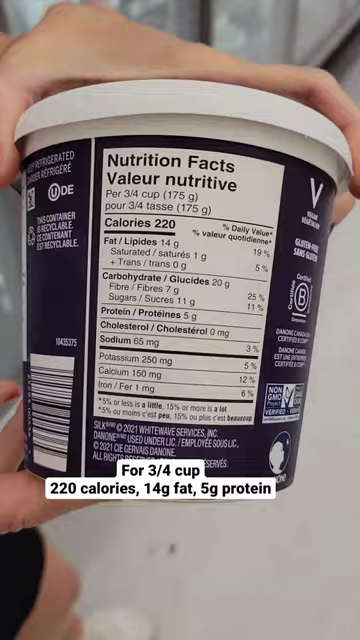 REFRIGERATED
RÉFRIGÉRÉ
U DE
THIS CONTAINER
IS RECYCLABLE.
CE CONTENANT
EST RECYCLABLE.
10435375
Nutrition Facts
Valeur nutritive
Per 3/4 cup (175 g)
pour 3/4 tasse (175 g)
Calories 220
% Daily Value*
% valeur quotidienne*
Fat / Lipides 14 g 19 %
Saturated / saturés 1 g
+ Trans / trans 0 g 5 %
Carbohydrate / Glucides 20 g
Fibre / Fibres 7 g 25 %
Sugars / Sucres 11 g 11 %
Protein / Protéines 5 g
Cholesterol / Cholestérol 0 mg
Sodium 65 mg 3 %
Potassium 250 mg 5 %
Calcium 150 mg 12 %
Iron / Fer 1 mg 6 %
*5% or less is a little, 15% or more is a lot
*5% ou moins c'est peu, 15% ou plus c'est beaucoup
SILK © 2021 WHITEWAVE SERVICES, INC.
DANONE USED UNDER LIC. / EMPLOYÉE SOUS LIC.
© 2021 CIE GERVAIS DANONE.
V
VEGAN
GLUTEN-FREE
SANS GLUTEN
Certified
B
DANONE CANADA
NON
GMO
Project
VERIFIED
For 3/4 cup
220 calories, 14g fat, 5g protein